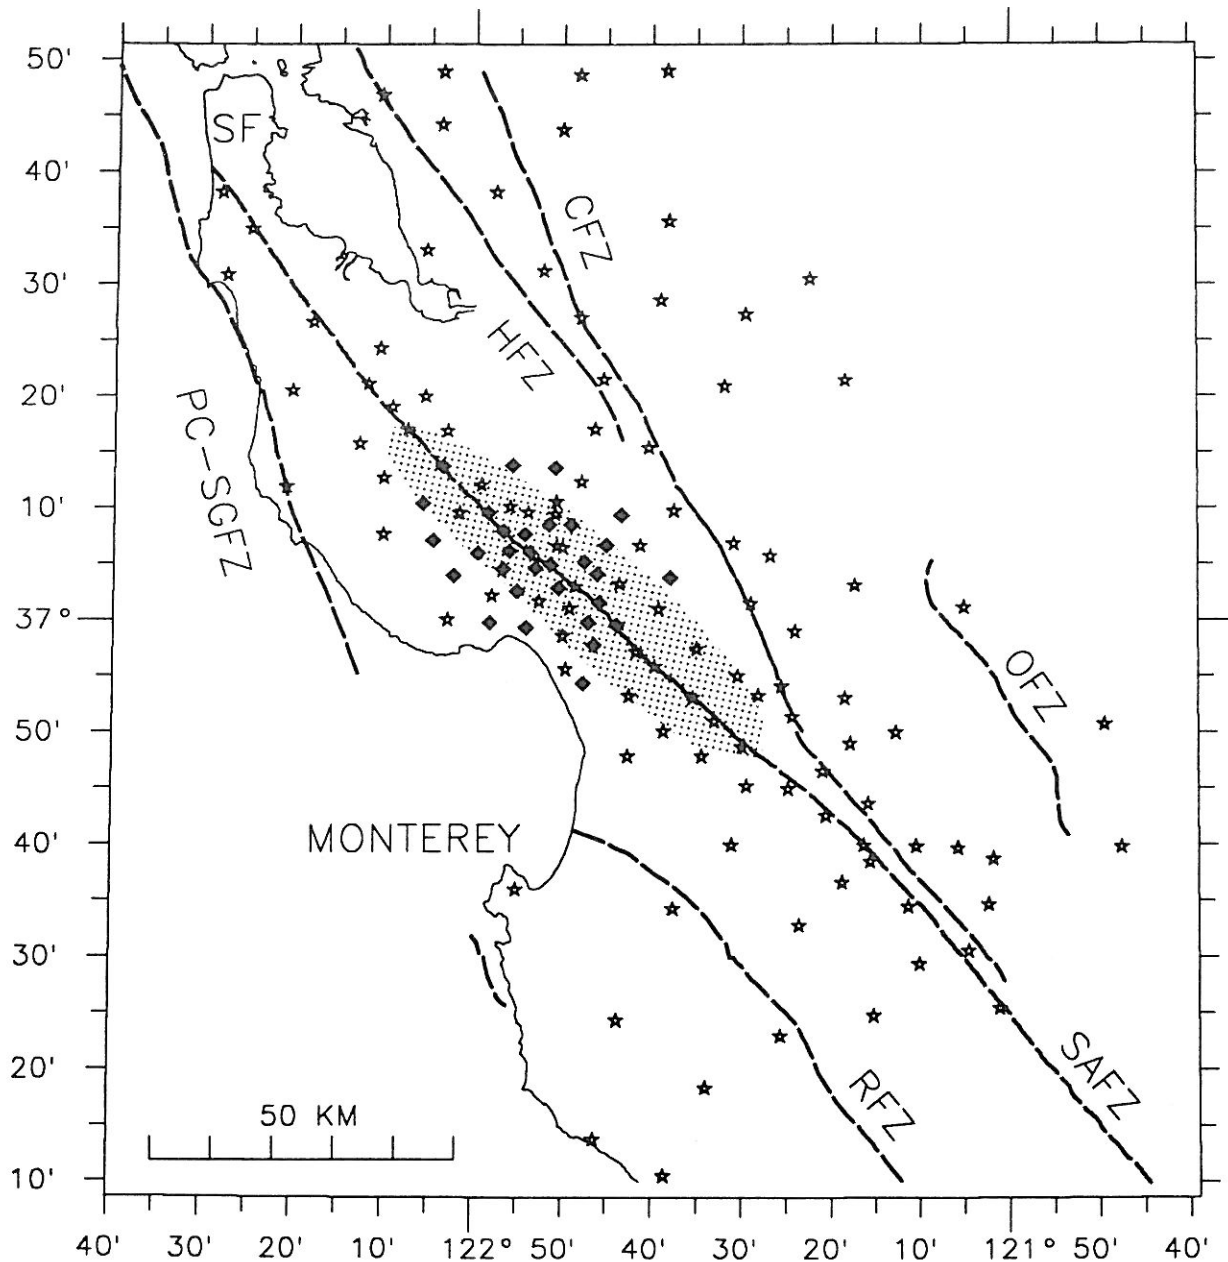 50'
SF
40'
CFZ
30'
HFZ
20'
PC-SGFZ
10'
37°
OFZ
50'
MONTEREY
40'
30'
SAFZ
20'
RFZ
50 KM
10'
40' 30' 20' 10' 122° 50' 40' 30' 20' 10' 121° 50' 40'